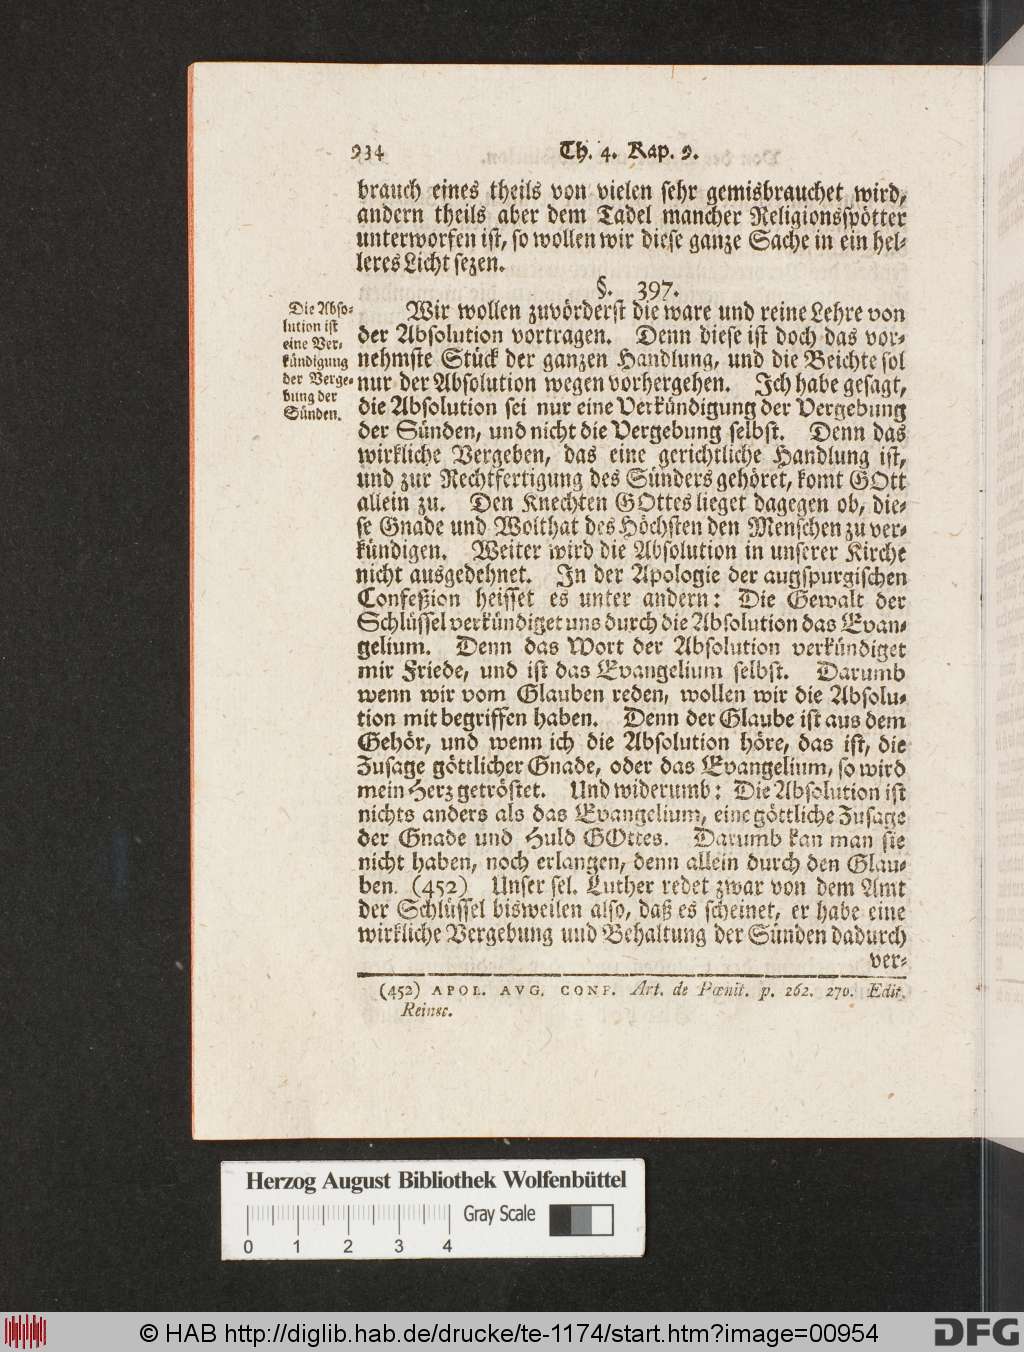 934 Th. 4. Kap. 9.
brauch eines theils von vielen sehr gemisbrauchet wird,
andern theils aber dem Tadel mancher Religionsspötter
unterworfen ist, so wollen wir diese ganze Sache in ein hel-
leres Licht sezen.
§. 397.
Die Abso-
lution ist
eine Ver-
kündigung
der Verge-
bung der
Sünden.
Wir wollen zuvörderst die ware und reine Lehre von
der Absolution vortragen. Denn diese ist doch das vor-
nehmste Stück der ganzen Handlung, und die Beichte sol
nur der Absolution wegen vorhergehen. Ich habe gesagt,
die Absolution sei nur eine Verkündigung der Vergebung
der Sünden, und nicht die Vergebung selbst. Denn das
wirkliche Vergeben, das eine gerichtliche Handlung ist,
und zur Rechtfertigung des Sünders gehöret, komt GOtt
allein zu. Den Knechten GOttes lieget dagegen ob, die-
se Gnade und Wolthat des Höchsten den Menschen zu ver-
kündigen. Weiter wird die Absolution in unserer Kirche
nicht ausgedehnet. In der Apologie der augspurgischen
Confeßion heisset es unter andern: Die Gewalt der
Schlüssel verkündiget uns durch die Absolution das Evan-
gelium. Denn das Wort der Absolution verkündiget
mir Friede, und ist das Evangelium selbst. Darumb
wenn wir vom Glauben reden, wollen wir die Absolu-
tion mit begriffen haben. Denn der Glaube ist aus dem
Gehör, und wenn ich die Absolution höre, das ist, die
Zusage göttlicher Gnade, oder das Evangelium, so wird
mein Herz getröstet. Und widerumb: Die Absolution ist
nichts anders als das Evangelium, eine göttliche Zusage
der Gnade und Huld GOttes. Darumb kan man sie
nicht haben, noch erlangen, denn allein durch den Glau-
ben. (452) Unser sel. Luther redet zwar von dem Amt
der Schlüssel bisweilen also, daß es scheinet, er habe eine
wirkliche Vergebung und Behaltung der Sünden dadurch
ver-
(452) APOL. AVG. CONF. Art. de Pœnit. p. 262. 270. Edit.
Reinec.
Herzog August Bibliothek Wolfenbüttel
Gray Scale
0 1 2 3 4
© HAB http://diglib.hab.de/drucke/te-1174/start.htm?image=00954
DFG